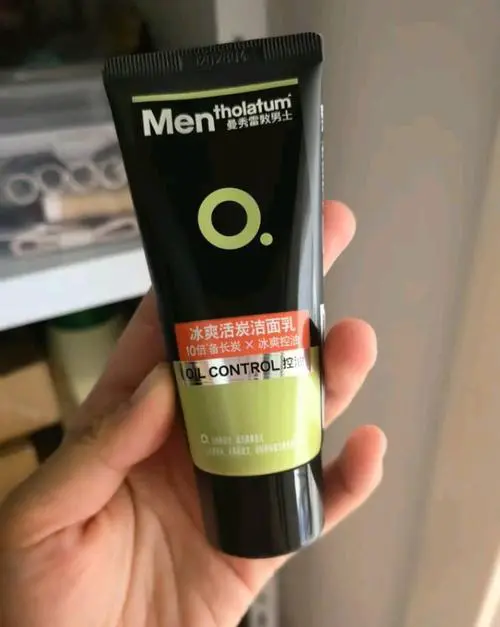 Mentholatum
曼秀雷敦男士
O.
冰爽活炭洁面乳
10倍 备长炭 × 冰爽控油
OIL CONTROL 控油